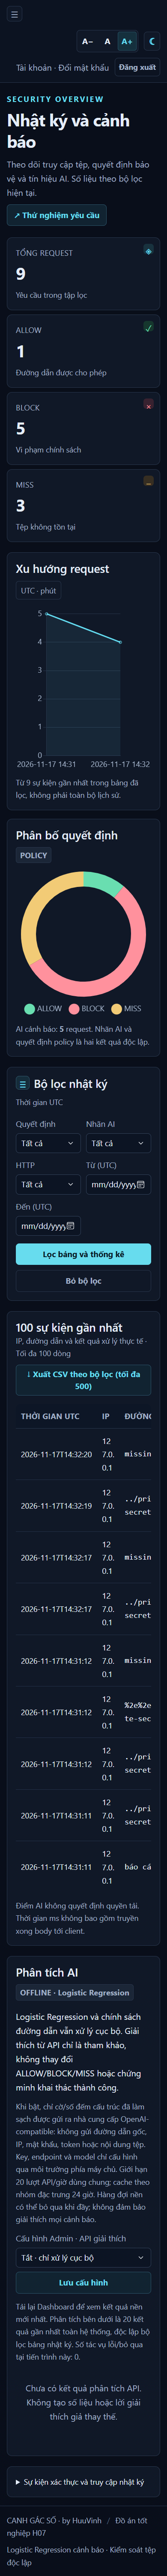 ☰
A− A A+ ☾
Tài khoản · Đổi mật khẩu Đăng xuất
SECURITY OVERVIEW
Nhật ký và cảnh
báo
Theo dõi truy cập tệp, quyết định bảo
vệ và tín hiệu AI. Số liệu theo bộ lọc
hiện tại.
↗ Thử nghiệm yêu cầu
TỔNG REQUEST
9
Yêu cầu trong tập lọc
ALLOW
1
Đường dẫn được cho phép
BLOCK
5
Vi phạm chính sách
MISS
3
Tệp không tồn tại
Xu hướng request
UTC · phút
5
4
3
2
1
0
2026-11-17 14:31 2026-11-17 14:32
Từ 9 sự kiện gần nhất trong bảng đã
lọc, không phải toàn bộ lịch sử.
Phân bố quyết định
POLICY
ALLOW BLOCK MISS
AI cảnh báo: 5 request. Nhãn AI và
quyết định policy là hai kết quả độc lập.
Bộ lọc nhật ký
Thời gian UTC
Quyết định Nhãn AI
Tất cả Tất cả
HTTP Từ (UTC)
Tất cả mm/dd/yyyy
Đến (UTC)
mm/dd/yyyy
Lọc bảng và thống kê
Bỏ bộ lọc
100 sự kiện gần nhất
IP, đường dẫn và kết quả xử lý thực tế ·
Tối đa 100 dòng
↓ Xuất CSV theo bộ lọc (tối đa
500)
THỜI GIAN UTC IP ĐƯỜNG
2026-11-17T14:32:20 127.0.0.1 missin
2026-11-17T14:32:19 127.0.0.1 ../pri
secret
2026-11-17T14:32:17 127.0.0.1 missin
2026-11-17T14:32:17 127.0.0.1 ../pri
secret
2026-11-17T14:31:12 127.0.0.1 missin
2026-11-17T14:31:12 127.0.0.1 %2e%2e
te-sec
2026-11-17T14:31:12 127.0.0.1 ../pri
secret
2026-11-17T14:31:11 127.0.0.1 ../pri
secret
2026-11-17T14:31:11 127.0.0.1 báo cá
Điểm AI không quyết định quyền tải.
Thời gian ms không bao gồm truyền
xong body tới client.
Phân tích AI
OFFLINE · Logistic Regression
Logistic Regression và chính sách
đường dẫn vẫn xử lý cục bộ. Giải
thích từ API chỉ là tham khảo,
không thay đổi
ALLOW/BLOCK/MISS hoặc chứng
minh khai thác thành công.
Khi bật, chỉ cờ/số đếm cấu trúc đã làm
sạch được gửi ra nhà cung cấp OpenAI-
compatible: không gửi đường dẫn gốc,
IP, mật khẩu, token hoặc nội dung tệp.
Key, endpoint và model chỉ cấu hình
qua môi trường phía máy chủ. Giới hạn
20 lượt API/giờ dùng chung; cache theo
nhóm đặc trưng 24 giờ. Hàng đợi nên
có thể bỏ qua khi đầy; không đảm bảo
giải thích mọi cảnh báo.
Cấu hình Admin · API giải thích
Tắt · chỉ xử lý cục bộ
Lưu cấu hình
Tải lại Dashboard để xem kết quả nền
mới nhất. Phân tích bên dưới là 20 kết
quả gần nhất toàn hệ thống, độc lập bộ
lọc bảng nhật ký. Số tác vụ lỗi/bỏ qua
tại tiến trình này: 0.
Chưa có kết quả phân tích API.
Không tạo số liệu hoặc lời giải
thích giả thay thế.
▶ Sự kiện xác thực và truy cập nhật ký
CANH GÁC SỐ · by HuuVinh / Đồ án tốt
nghiệp H07
Logistic Regression cảnh báo · Kiểm soát tệp
độc lập